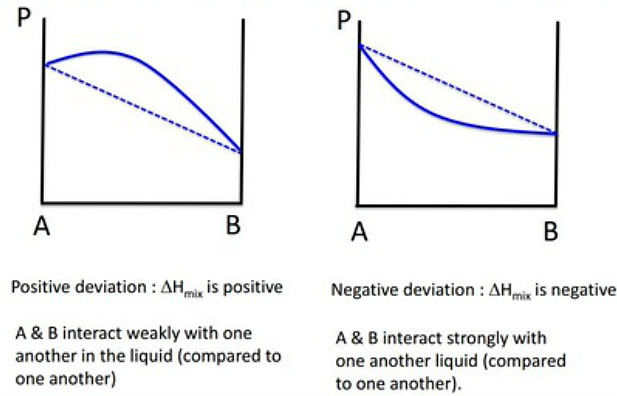 P
A
B
Positive deviation : ΔHmix is positive
A & B interact weakly with one
another in the liquid (compared to
one another)
P
A
B
Negative deviation : ΔHmix is negative
A & B interact strongly with
one another liquid (compared
to one another).